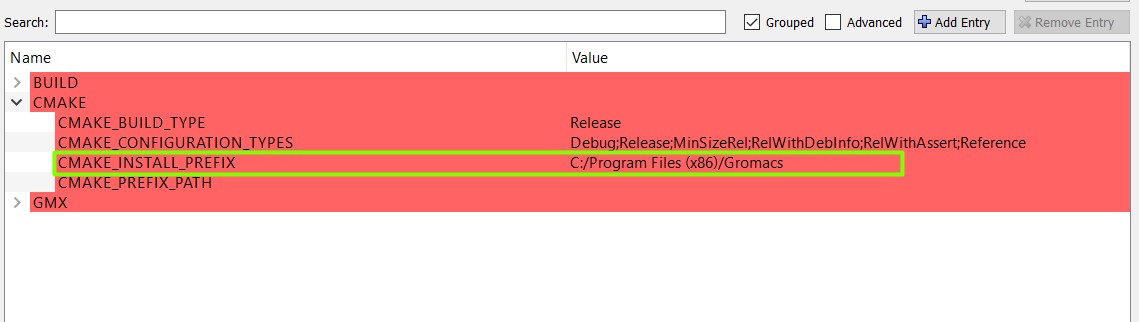 Search: Grouped Advanced Add Entry Remove Entry
Name Value
BUILD
CMAKE
CMAKE_BUILD_TYPE Release
CMAKE_CONFIGURATION_TYPES Debug;Release;MinSizeRel;RelWithDebInfo;RelWithAssert;Reference
CMAKE_INSTALL_PREFIX C:/Program Files (x86)/Gromacs
CMAKE_PREFIX_PATH
GMX